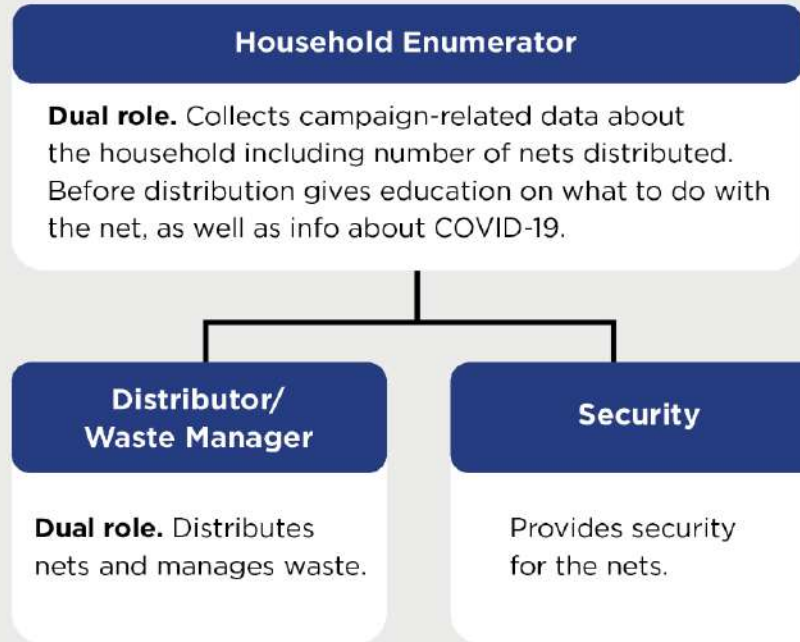 Household Enumerator
Dual role. Collects campaign-related data about
the household including number of nets distributed.
Before distribution gives education on what to do with
the net, as well as info about COVID-19.
Distributor/
Waste Manager
Dual role. Distributes
nets and manages waste.
Security
Provides security
for the nets.